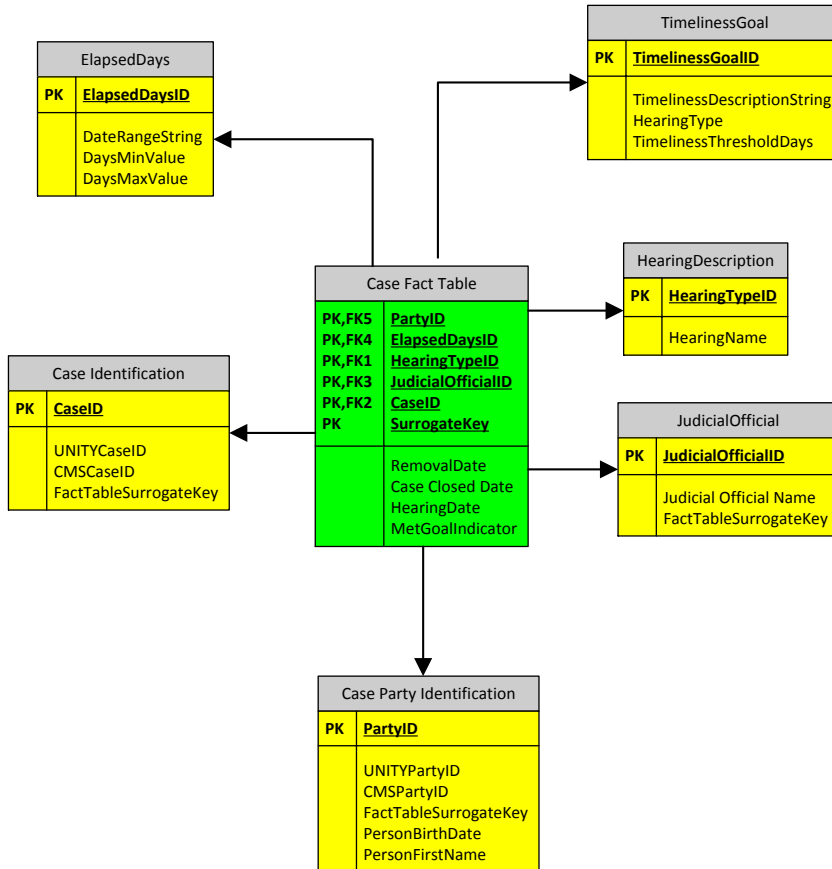 TimelinessGoal
PK TimelinessGoalID
TimelinessDescriptionString
HearingType
TimelinessThresholdDays
ElapsedDays
PK ElapsedDaysID
DateRangeString
DaysMinValue
DaysMaxValue
HearingDescription
PK HearingTypeID
HearingName
Case Fact Table
PK,FK5 PartyID
PK,FK4 ElapsedDaysID
PK,FK1 HearingTypeID
PK,FK3 JudicialOfficialID
PK,FK2 CaseID
PK SurrogateKey
RemovalDate
Case Closed Date
HearingDate
MetGoalIndicator
Case Identification
PK CaseID
UNITYCaseID
CMSCaseID
FactTableSurrogateKey
JudicialOfficial
PK JudicialOfficialID
Judicial Official Name
FactTableSurrogateKey
Case Party Identification
PK PartyID
UNITYPartyID
CMSPartyID
FactTableSurrogateKey
PersonBirthDate
PersonFirstName